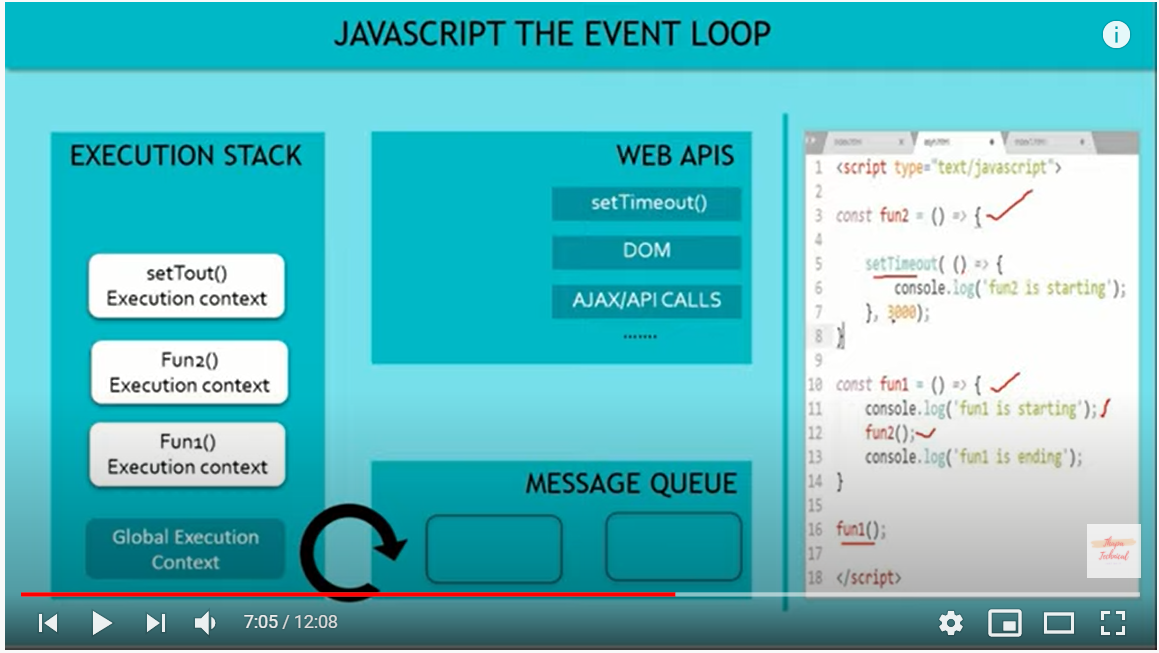 JAVASCRIPT THE EVENT LOOP
EXECUTION STACK
setTout()
Execution context
Fun2()
Execution context
Fun1()
Execution context
Global Execution
Context
WEB APIS
setTimeout()
DOM
AJAX/API CALLS
.......
MESSAGE QUEUE
1 <script type="text/javascript">
2
3 const fun2 = () => {
4
5 setTimeout( () => {
6 console.log('fun2 is starting');
7 }, 3000);
8 }
9
10 const fun1 = () => {
11 console.log('fun1 is starting');
12 fun2();
13 console.log('fun1 is ending');
14 }
15
16 fun1();
17
18 </script>
Thapa
Technical
7:05 / 12:08